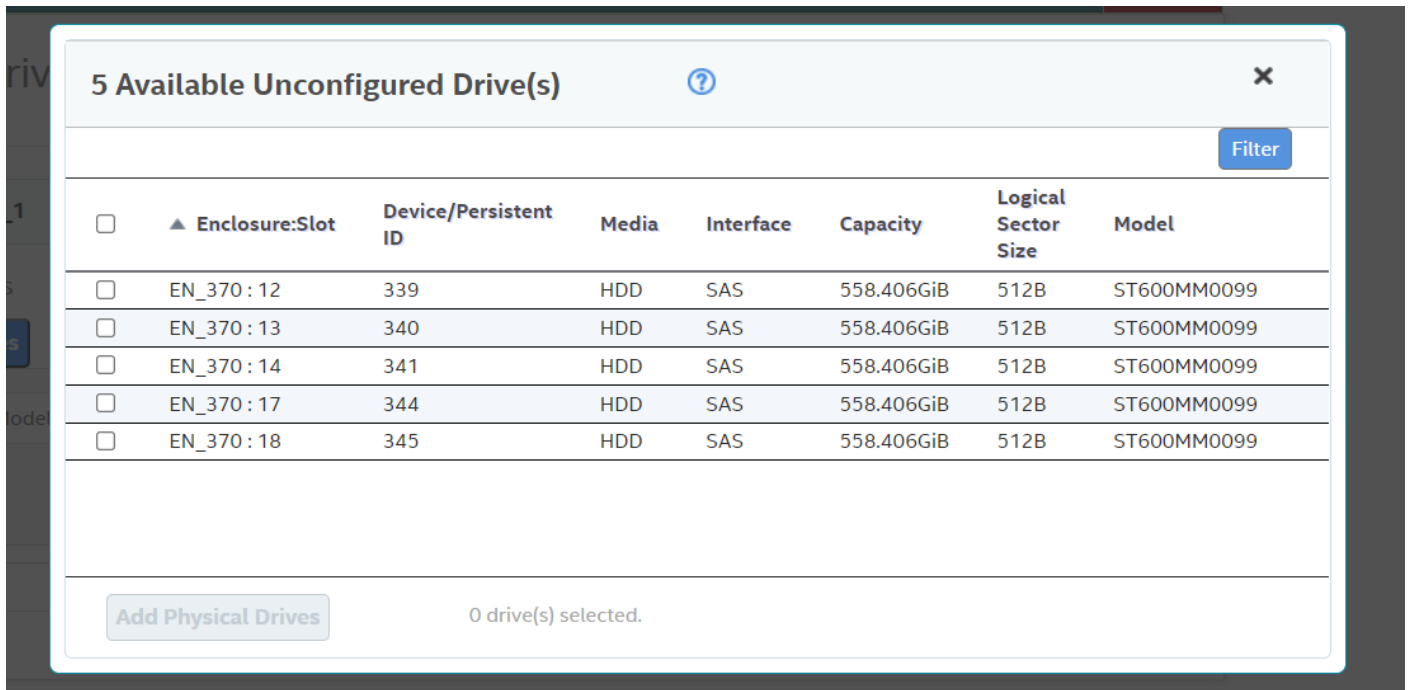 5 Available Unconfigured Drive(s) ?
Filter
Enclosure:Slot Device/Persistent ID Media Interface Capacity Logical Sector Size Model
EN_370 : 12 339 HDD SAS 558.406GiB 512B ST600MM0099
EN_370 : 13 340 HDD SAS 558.406GiB 512B ST600MM0099
EN_370 : 14 341 HDD SAS 558.406GiB 512B ST600MM0099
EN_370 : 17 344 HDD SAS 558.406GiB 512B ST600MM0099
EN_370 : 18 345 HDD SAS 558.406GiB 512B ST600MM0099
Add Physical Drives 0 drive(s) selected.